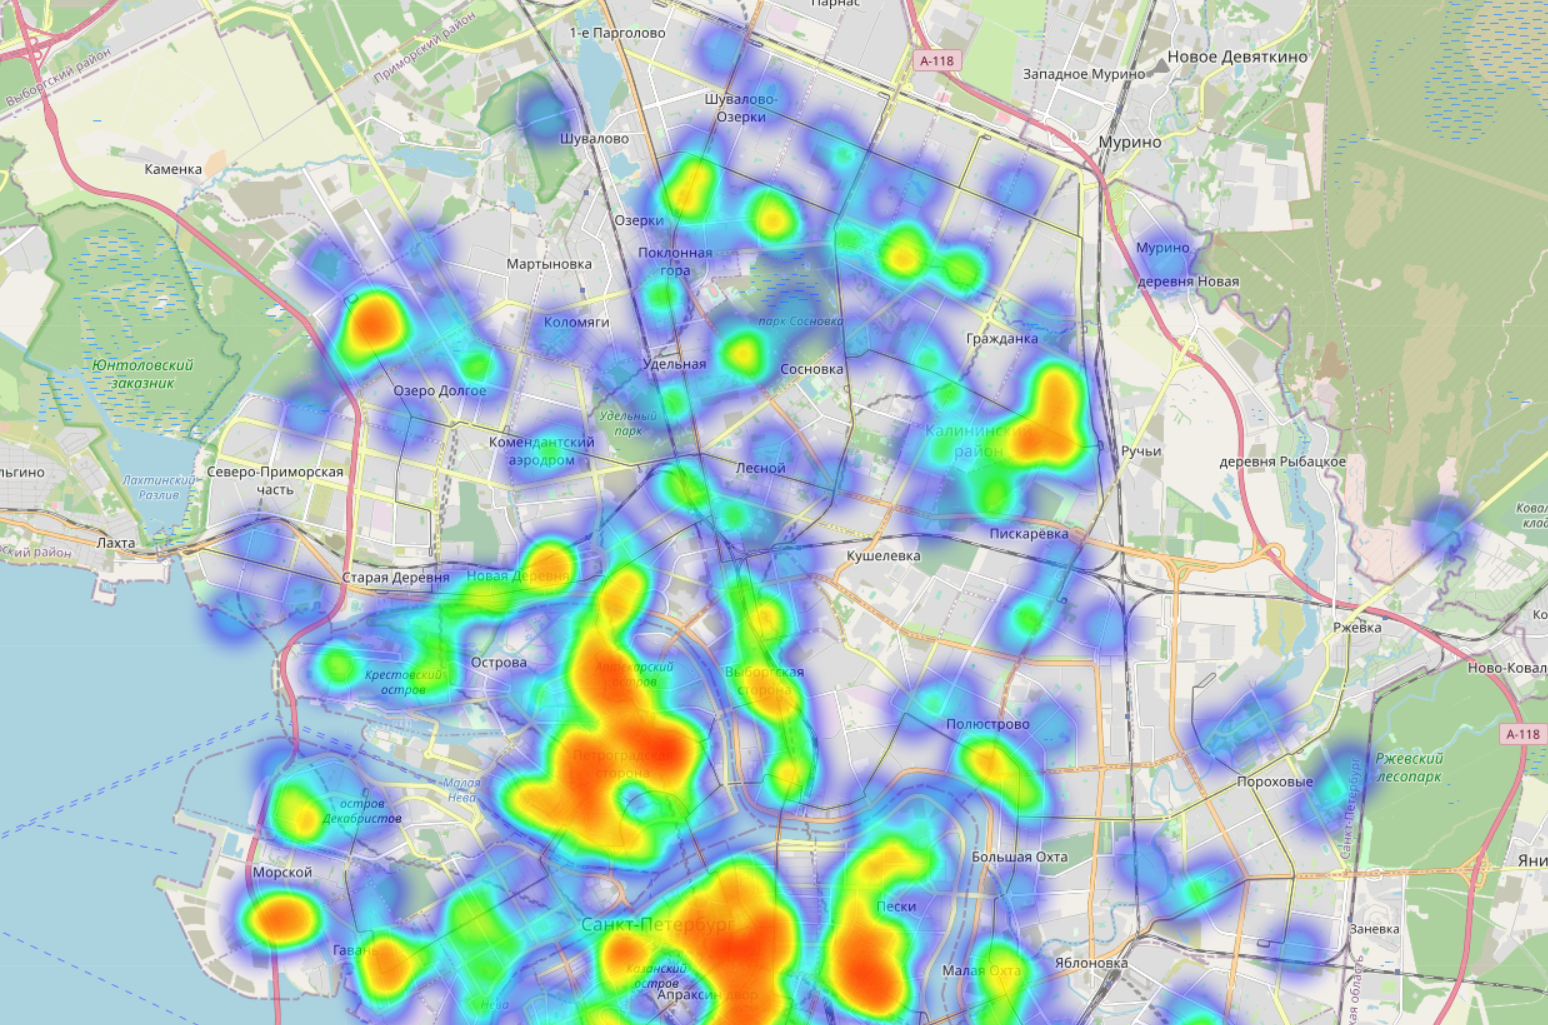 Парнас
1-е Парголово
Приморский район
Выборгский район
А-118
Новое Девяткино
Западное Мурино
Шувалово-
Озерки
Шувалово
Мурино
Каменка
Озерки
Мартыновка
Поклонная
гора
Мурино
деревня Новая
Коломяги
парк Сосновка
Гражданка
Юнтоловский
заказник
Удельная
Сосновка
Озеро Долгое
Удельный
парк
Калининский
район
Комендантский
аэродром
Лесной
Ручьи
деревня Рыбацкое
Северо-Приморская
часть
Лахтинский
Разлив
Пискарёвка
Лахта
Кушелевка
Старая Деревня
Новая Деревня
Ржевка
Острова
Крестовский
остров
Аптекарский
остров
Выборгская
сторона
Полюстрово
А-118
Петроградская
сторона
Ржевский
лесопарк
Пороховые
Малая
Нева
остров
Декабристов
Санкт-Петербург
Большая Охта
Морской
Пески
Санкт-Петербург
Заневка
Гавань
Казанский
остров
Малая Охта
Яблоновка
Апраксин двор
Нева